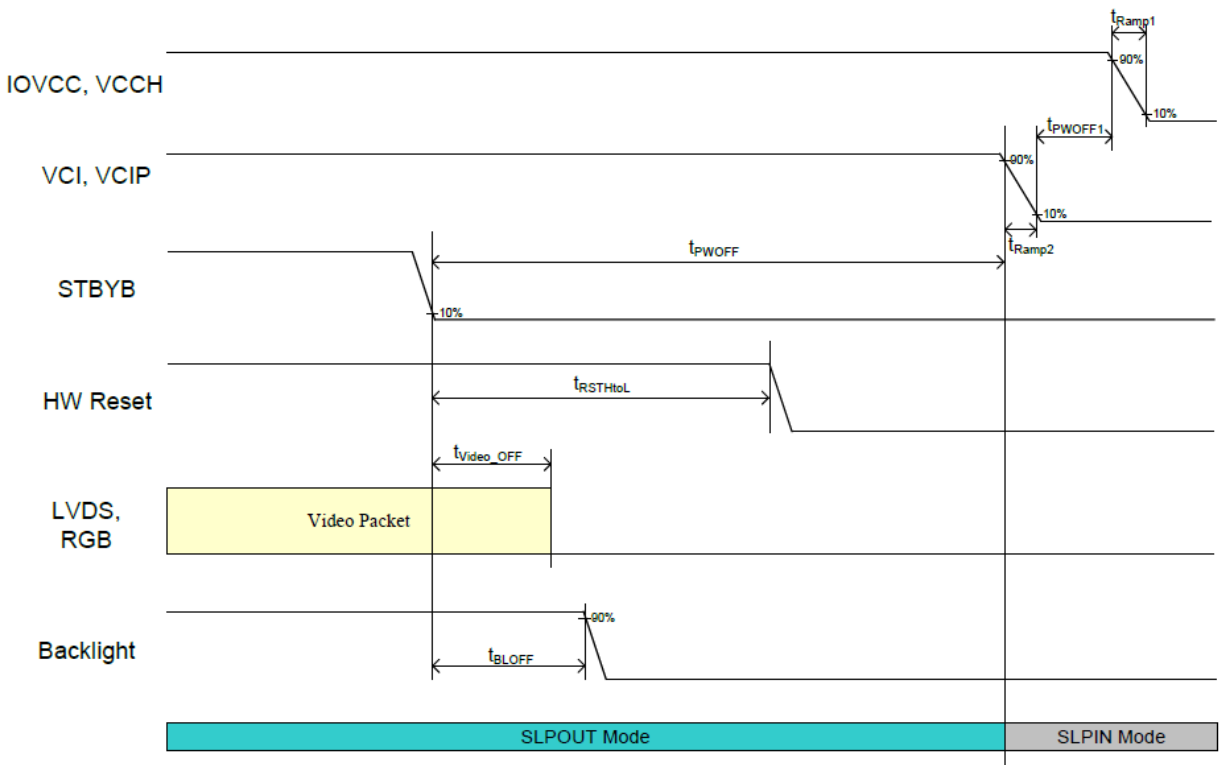 tRamp1
IOVCC, VCCH
90%
10%
tPWOFF1
VCI, VCIP
90%
10%
tRamp2
tPWOFF
STBYB
10%
HW Reset
tRSTHtoL
tVideo_OFF
LVDS,
RGB
Video Packet
Backlight
90%
tBLOFF
SLPOUT Mode
SLPIN Mode